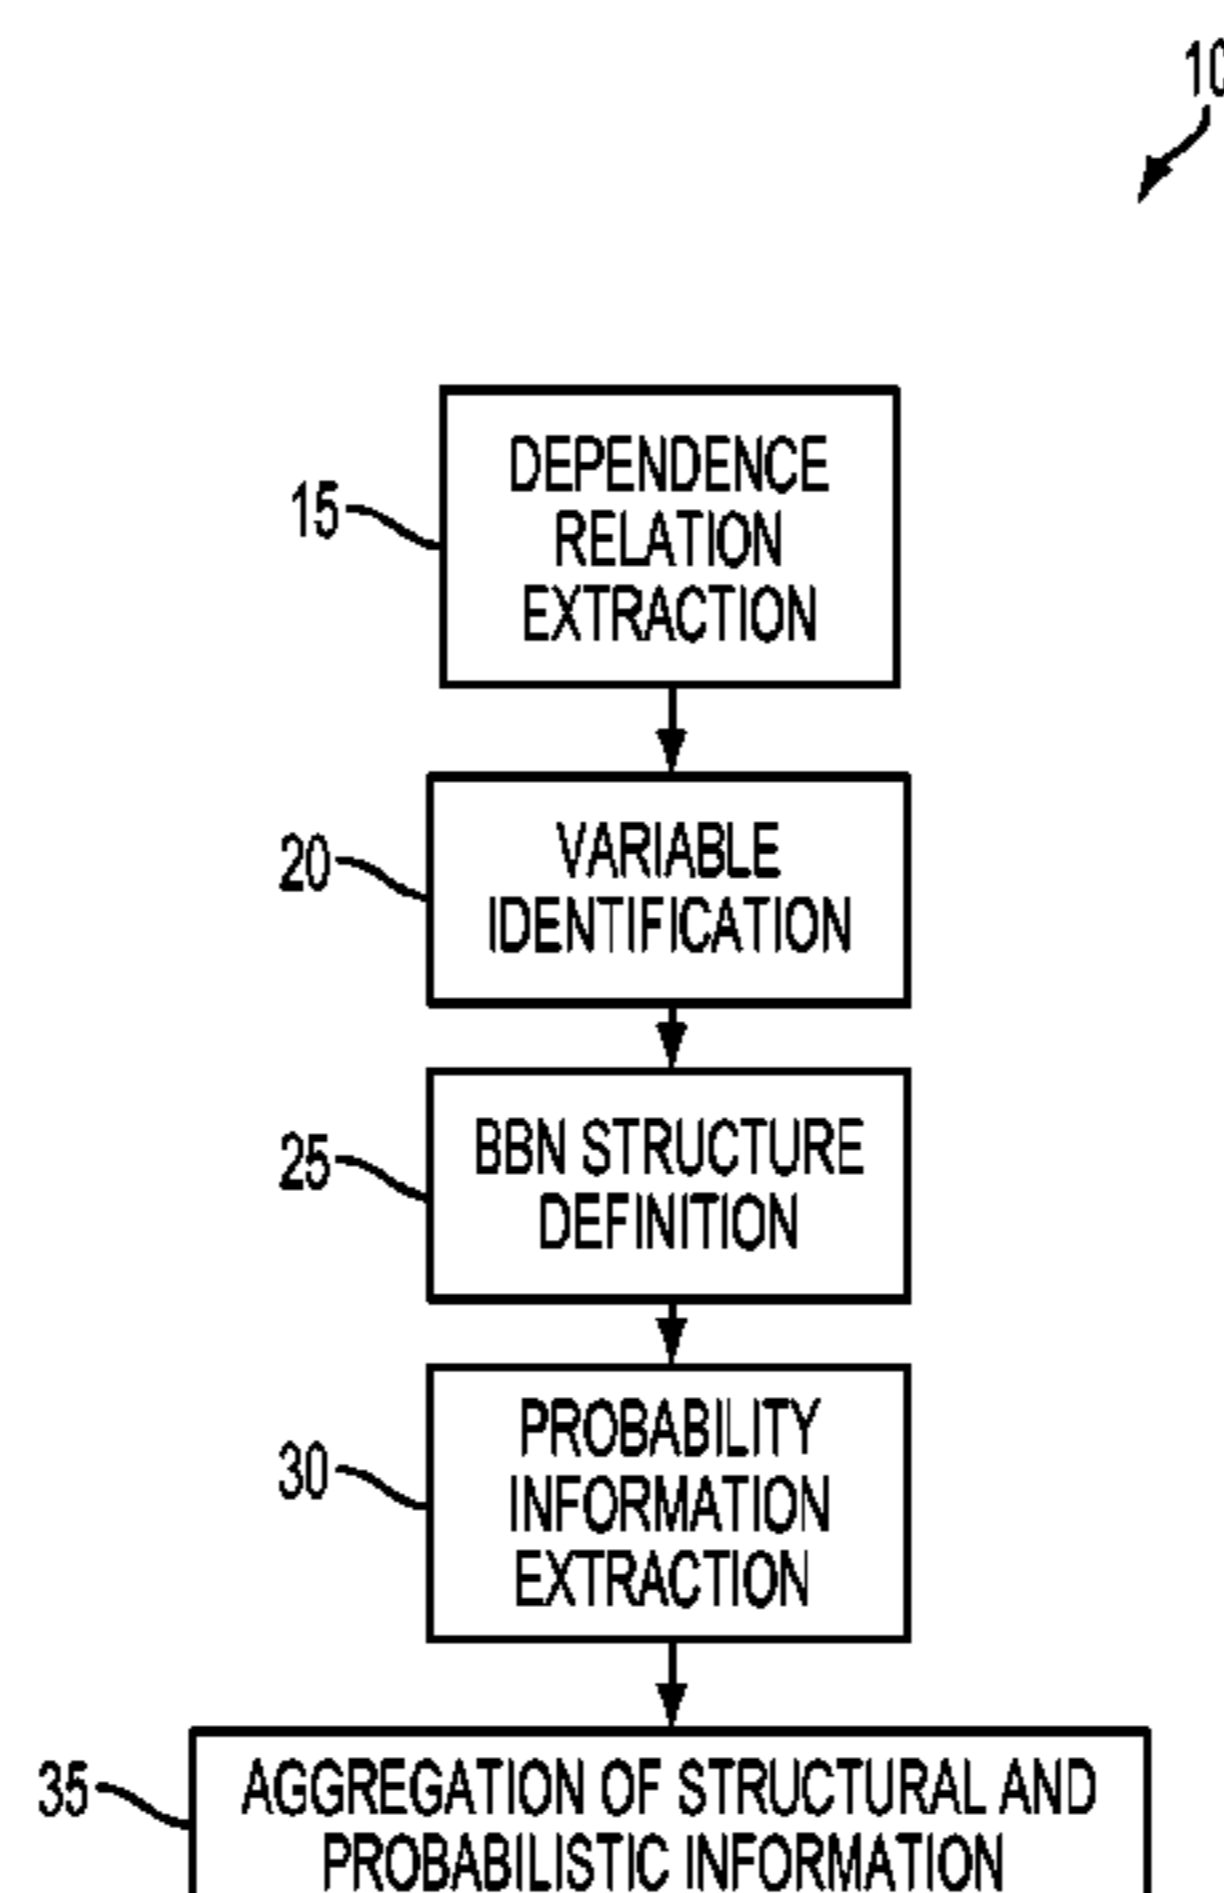 10
15
DEPENDENCE
RELATION
EXTRACTION
20
VARIABLE
IDENTIFICATION
25
BBN STRUCTURE
DEFINITION
30
PROBABILITY
INFORMATION
EXTRACTION
35
AGGREGATION OF STRUCTURAL AND
PROBABILISTIC INFORMATION